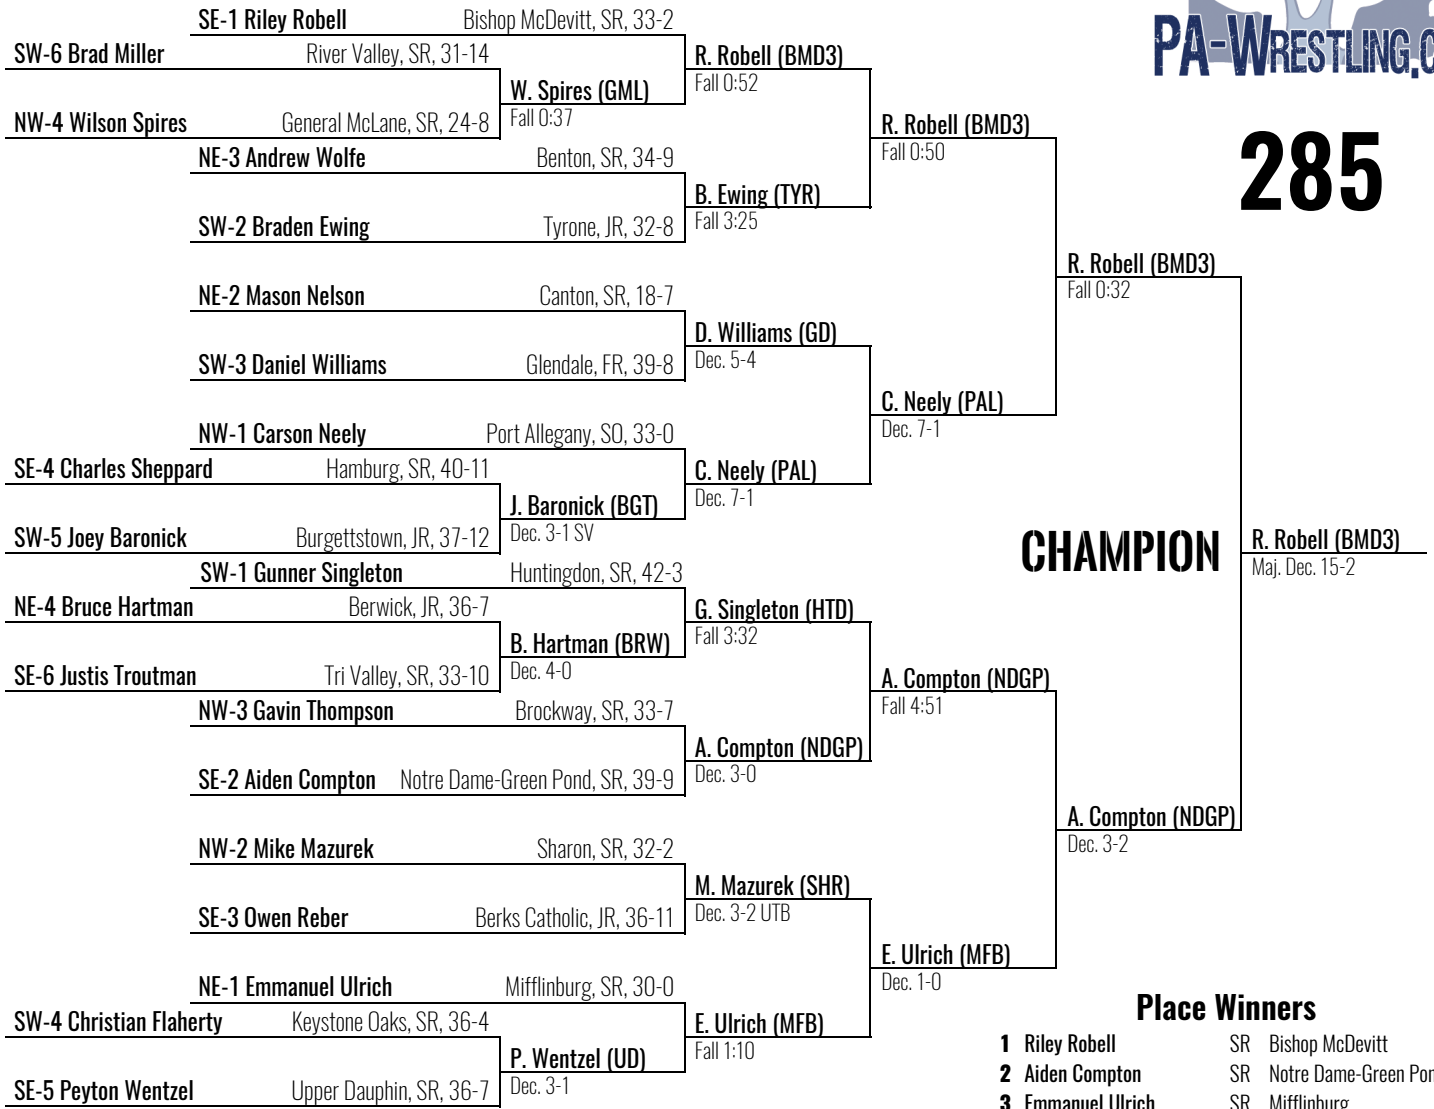 SE-1 Riley Robell Bishop McDevitt, SR, 33-2
SW-6 Brad Miller River Valley, SR, 31-14
R. Robell (BMD3)
Fall 0:52
W. Spires (GML)
Fall 0:37
NW-4 Wilson Spires General McLane, SR, 24-8
R. Robell (BMD3)
Fall 0:50
NE-3 Andrew Wolfe Benton, SR, 34-9
B. Ewing (TYR)
Fall 3:25
SW-2 Braden Ewing Tyrone, JR, 32-8
R. Robell (BMD3)
Fall 0:32
NE-2 Mason Nelson Canton, SR, 18-7
D. Williams (GD)
Dec. 5-4
SW-3 Daniel Williams Glendale, FR, 39-8
C. Neely (PAL)
Dec. 7-1
NW-1 Carson Neely Port Allegany, SO, 33-0
SE-4 Charles Sheppard Hamburg, SR, 40-11
C. Neely (PAL)
Dec. 7-1
J. Baronick (BGT)
Dec. 3-1 SV
SW-5 Joey Baronick Burgettstown, JR, 37-12
CHAMPION
R. Robell (BMD3)
Maj. Dec. 15-2
SW-1 Gunner Singleton Huntingdon, SR, 42-3
NE-4 Bruce Hartman Berwick, JR, 36-7
G. Singleton (HTD)
Fall 3:32
B. Hartman (BRW)
Dec. 4-0
SE-6 Justis Troutman Tri Valley, SR, 33-10
A. Compton (NDGP)
Fall 4:51
NW-3 Gavin Thompson Brockway, SR, 33-7
A. Compton (NDGP)
Dec. 3-0
SE-2 Aiden Compton Notre Dame-Green Pond, SR, 39-9
A. Compton (NDGP)
Dec. 3-2
NW-2 Mike Mazurek Sharon, SR, 32-2
M. Mazurek (SHR)
Dec. 3-2 UTB
SE-3 Owen Reber Berks Catholic, JR, 36-11
E. Ulrich (MFB)
Dec. 1-0
NE-1 Emmanuel Ulrich Mifflinburg, SR, 30-0
SW-4 Christian Flaherty Keystone Oaks, SR, 36-4
E. Ulrich (MFB)
Fall 1:10
P. Wentzel (UD)
Dec. 3-1
SE-5 Peyton Wentzel Upper Dauphin, SR, 36-7
PA-WRESTLING.C
285
Place Winners
1 Riley Robell SR Bishop McDevitt
2 Aiden Compton SR Notre Dame-Green Pon
3 Emmanuel Ulrich SR Mifflinburg